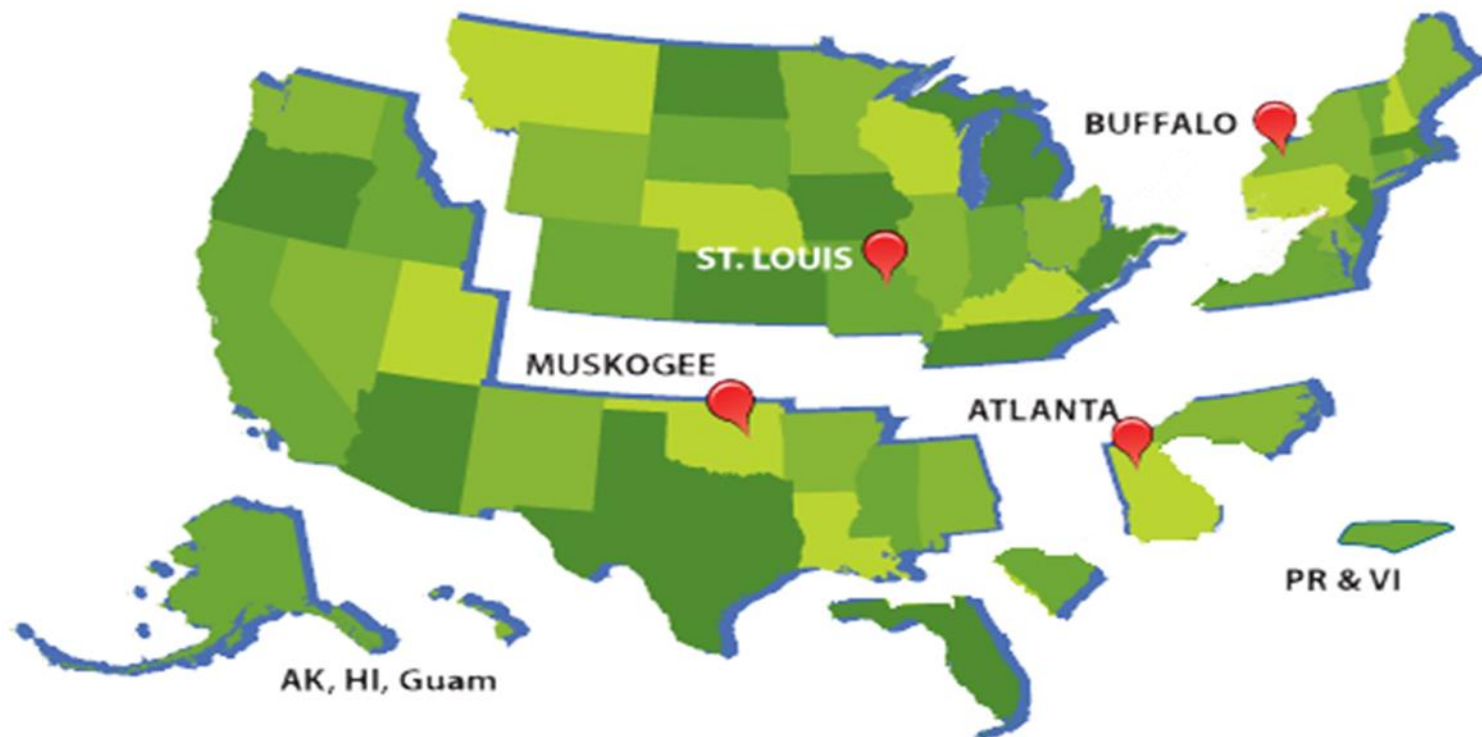 BUFFALO
ST. LOUIS
MUSKOGEE
ATLANTA
PR & VI
AK, HI, Guam